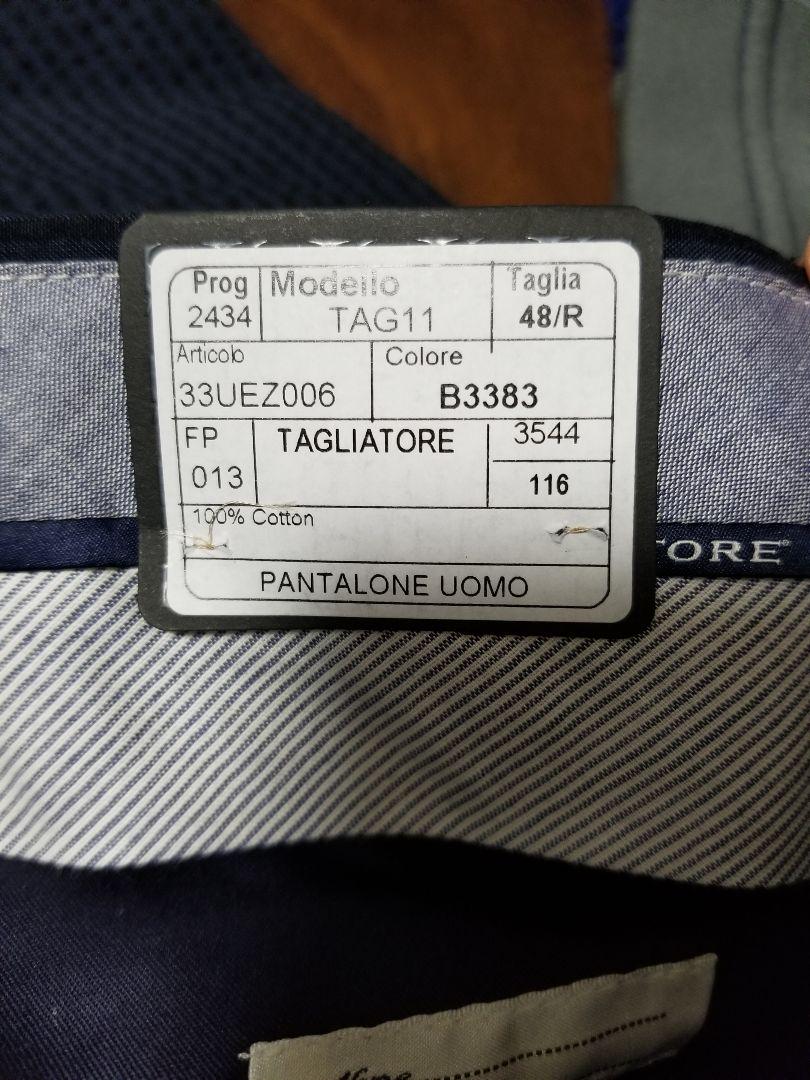 Prog Modello Taglia
2434 TAG11 48/R
Articolo Colore
33UEZ006 B3383
FP TAGLIATORE 3544
013 116
100% Cotton
PANTALONE UOMO
TORE